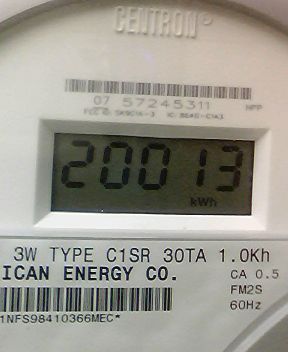 CENTRON®
07 57245311 NPP
20013
kWh
3W TYPE C1SR 30TA 1.0Kh
ICAN ENERGY CO. CA 0.5
FM2S
60Hz
1NFS98410366MEC*